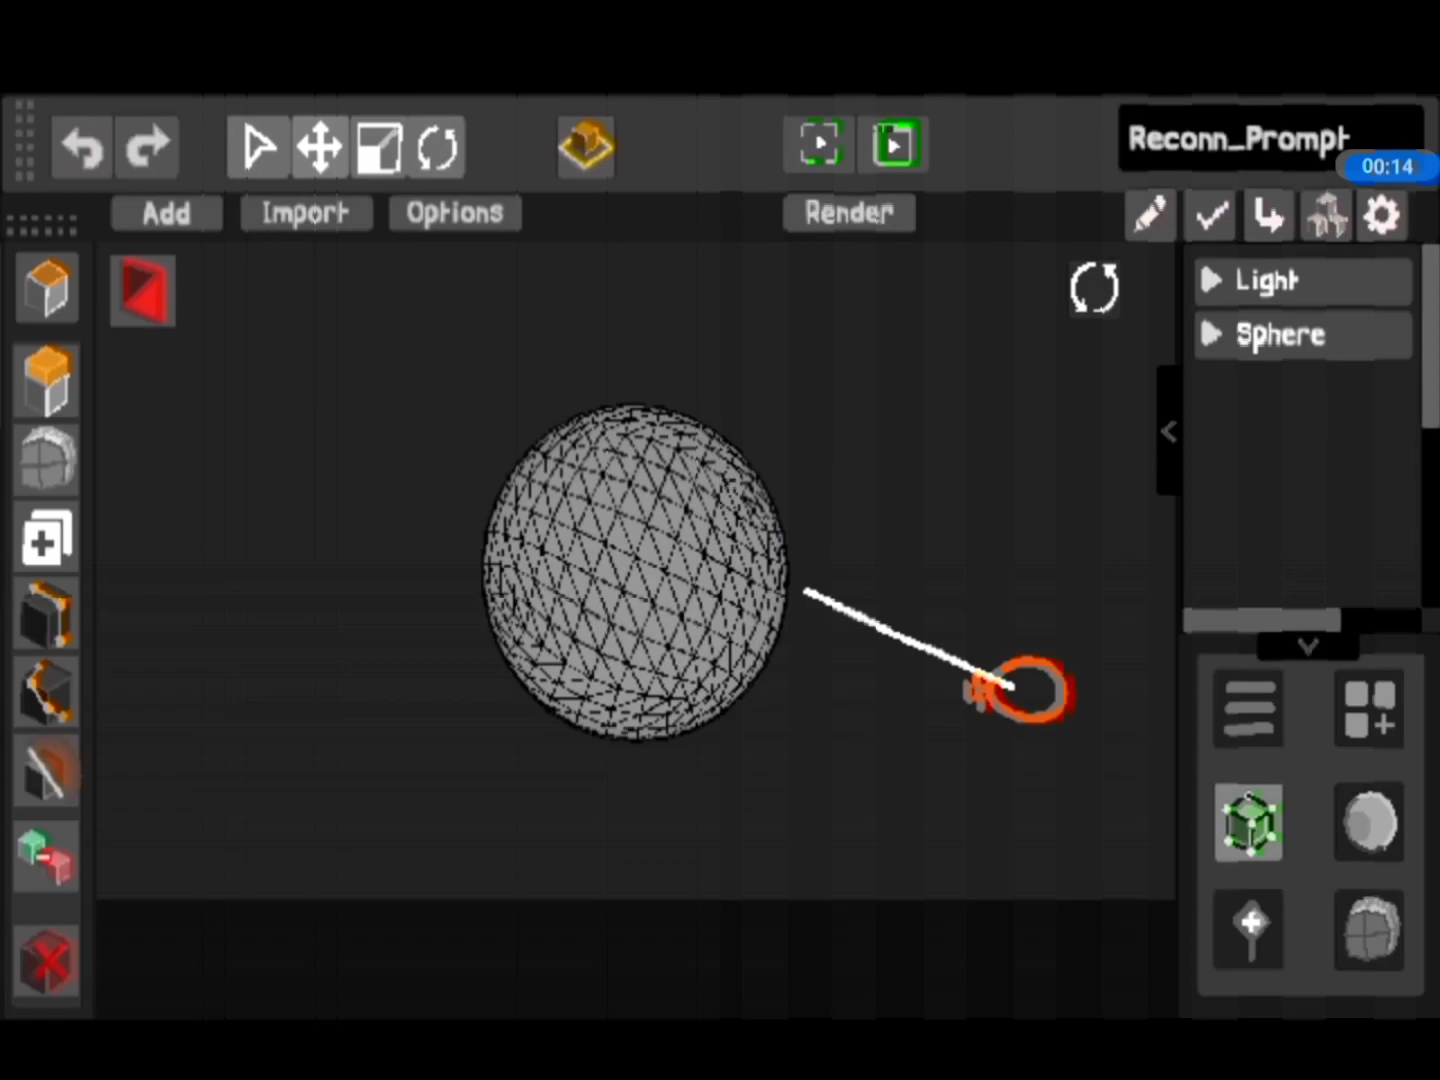 Reconn_Prompt
00:14
Add Import Options Render
Light
Sphere